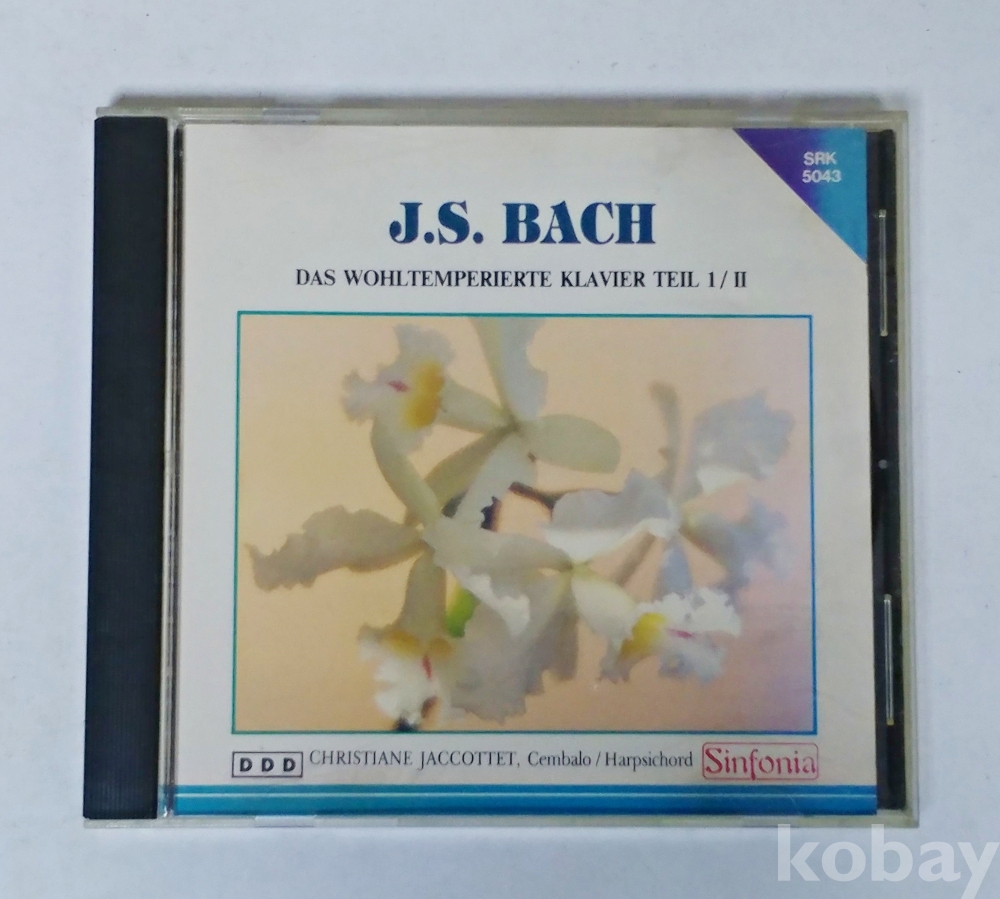 SRK
5043
J.S. BACH
DAS WOHLTEMPERIERTE KLAVIER TEIL 1/II
DDD CHRISTIANE JACCOTTET, Cembalo/Harpsichord Sinfonia
kobay